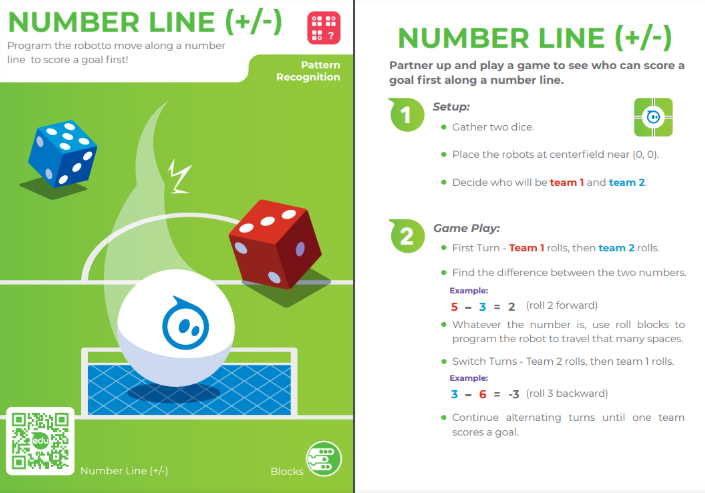 NUMBER LINE (+/-)
Program the robotto move along a number
line to score a goal first!
?
Pattern
Recognition
edu
Number Line (+/-)
Blocks
NUMBER LINE (+/-)
Partner up and play a game to see who can score a
goal first along a number line.
1
Setup:
Gather two dice.
Place the robots at centerfield near (0, 0).
Decide who will be team 1 and team 2.
2
Game Play:
First Turn - Team 1 rolls, then team 2 rolls.
Find the difference between the two numbers.
Example:
5 – 3 = 2 (roll 2 forward)
Whatever the number is, use roll blocks to
program the robot to travel that many spaces.
Switch Turns - Team 2 rolls, then team 1 rolls.
Example:
3 – 6 = -3 (roll 3 backward)
Continue alternating turns until one team
scores a goal.